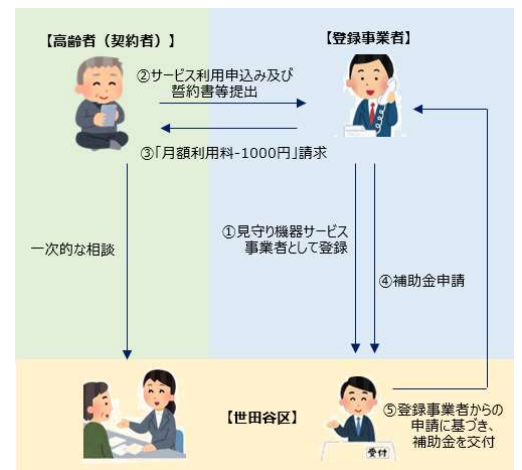 【高齢者（契約者）】
【登録事業者】
②サービス利用申込み及び
誓約書等提出
③「月額利用料-1000円」請求
一次的な相談
①見守り機器サービス
事業者として登録
④補助金申請
【世田谷区】
受付
⑤登録事業者からの
申請に基づき、
補助金を交付